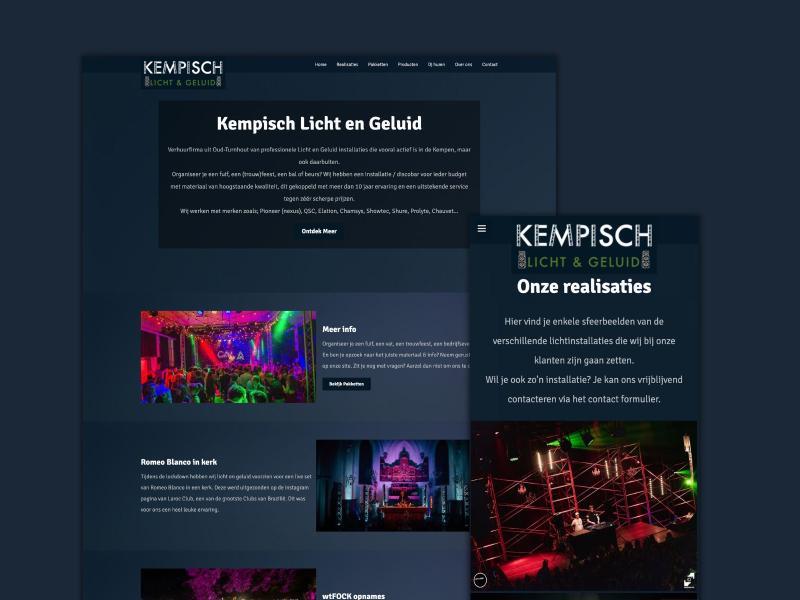 KEMPISCH
LICHT & GELUID
Home Realisaties Pakketten Producten Dj huren Over ons Contact
Kempisch Licht en Geluid
Verhuurfirma uit Oud-Turnhout van professionele Licht en Geluid installaties die vooral actief is in de Kempen, maar
ook daarbuiten.
Organiseer je een fuif, een (trouw)feest, een bal of beurs? Wij hebben een installatie / discobar voor ieder budget
met materiaal van hoogstaande kwaliteit, dit gekoppeld met meer dan 10 jaar ervaring en een uitstekende service
tegen zéér scherpe prijzen.
Wij werken met merken zoals; Pioneer (nexus), QSC, Elation, Chamsys, Showtec, Shure, Prolyte, Chauvet...
Ontdek Meer
Meer info
Organiseer je een fuif, een vat, een trouwfeest, een bedrijfseve
En ben je opzoek naar het juiste materiaal & info? Neem gerus
op onze site. Zit je nog met vragen? Aarzel dan niet om ons te c
Bekijk Pakketten
Romeo Blanco in kerk
Tijdens de lockdown hebben wij licht en geluid voorzien voor een live set
van Romeo Blanco in een kerk. Deze werd uitgezonden op de Instagram
pagina van Laroc Club, een van de grootste Clubs van Brazilië. Dit was
voor ons een heel leuke ervaring.
wtFOCK opnames
KEMPISCH
LICHT & GELUID
Onze realisaties
Hier vind je enkele sfeerbeelden van de
verschillende lichtinstallaties die wij bij onze
klanten zijn gaan zetten.
Wil je ook zo'n installatie? Je kan ons vrijblijvend
contacteren via het contact formulier.